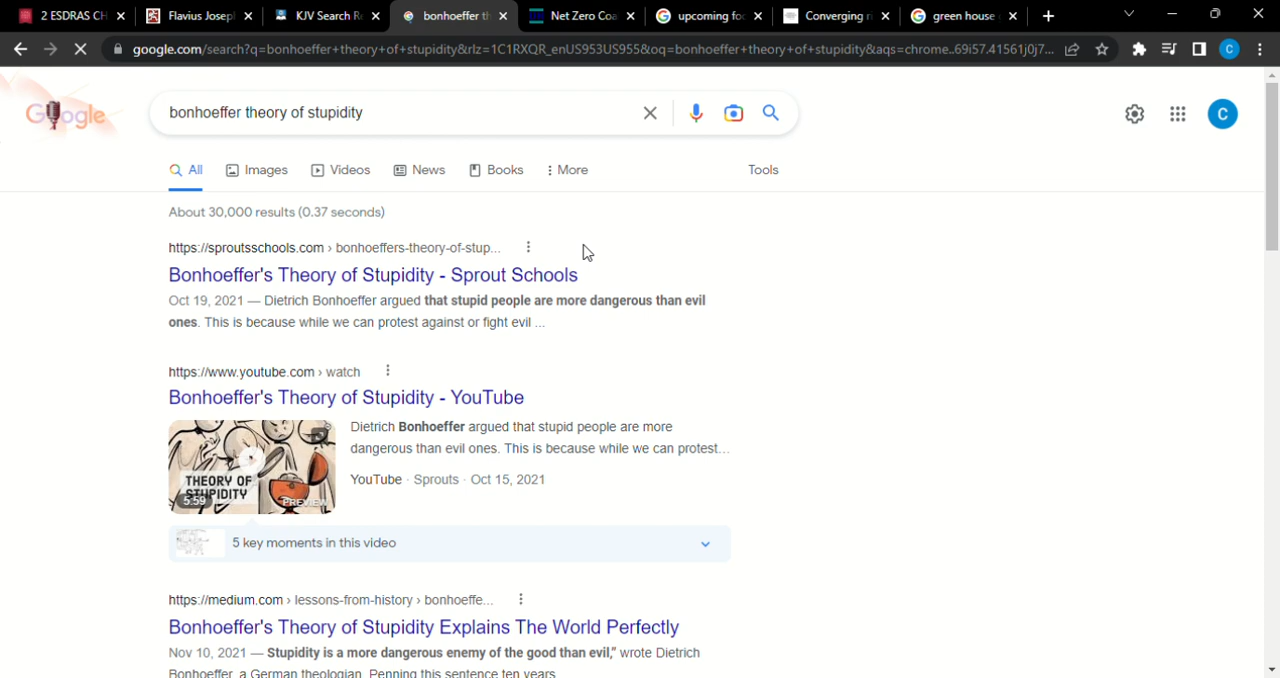 2 ESDRAS CH
Flavius Joseph
KJV Search R
bonhoeffer th
Net Zero Coa
upcoming foo
Converging ri
green house
google.com/search?q=bonhoeffer+theory+of+stupidity&rlz=1C1RXQR_enUS953US955&oq=bonhoeffer+theory+of+stupidity&aqs=chrome..69i57.41561j0j7...
C
Google
bonhoeffer theory of stupidity
C
All
Images
Videos
News
Books
More
Tools
About 30,000 results (0.37 seconds)
https://sproutsschools.com › bonhoeffers-theory-of-stup...
Bonhoeffer's Theory of Stupidity - Sprout Schools
Oct 19, 2021 — Dietrich Bonhoeffer argued that stupid people are more dangerous than evil
ones. This is because while we can protest against or fight evil ...
https://www.youtube.com › watch
Bonhoeffer's Theory of Stupidity - YouTube
Dietrich Bonhoeffer argued that stupid people are more
dangerous than evil ones. This is because while we can protest...
YouTube · Sprouts · Oct 15, 2021
THEORY OF
STUPIDITY
5:59
PREVIEW
5 key moments in this video
https://medium.com › lessons-from-history › bonhoeffe...
Bonhoeffer's Theory of Stupidity Explains The World Perfectly
Nov 10, 2021 — Stupidity is a more dangerous enemy of the good than evil,” wrote Dietrich
Bonhoeffer, a German theologian. Penning this sentence ten years